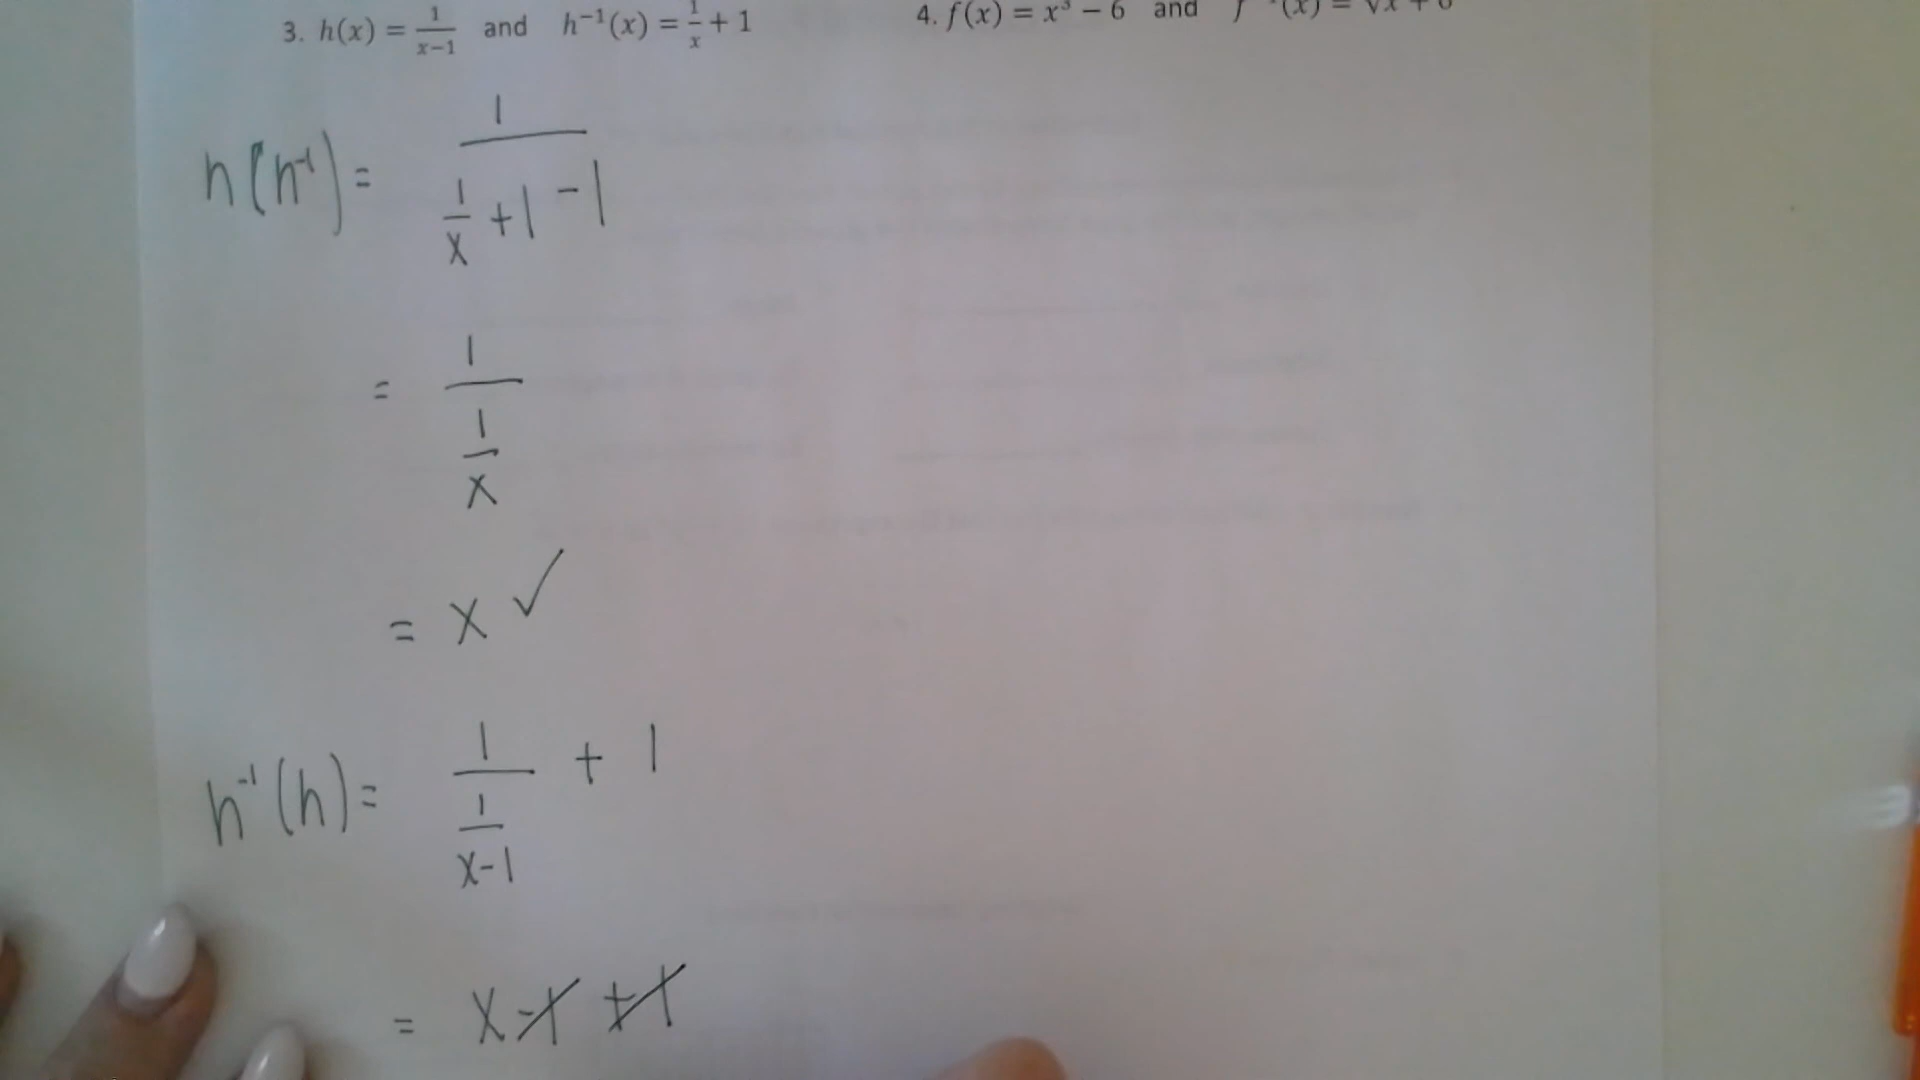 3. h(x) = 1/(x−1) and h⁻¹(x) = 1/x + 1
4. f(x) = x³ − 6 and
h(h⁻¹) = 1/(1/x + 1 - 1)
= 1/(1/x)
= x ✓
h⁻¹(h) = 1/(1/(x-1)) + 1
= x - 1 + 1